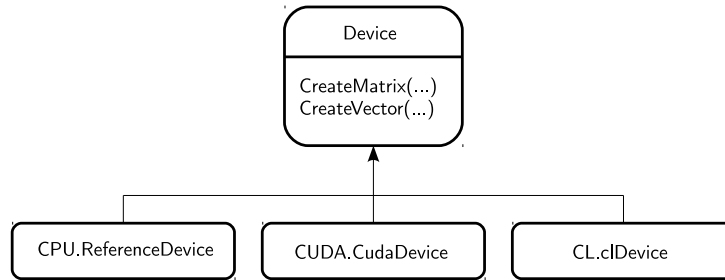 Device
CreateMatrix(...)
CreateVector(...)
CPU.ReferenceDevice
CUDA.CudaDevice
CL.clDevice